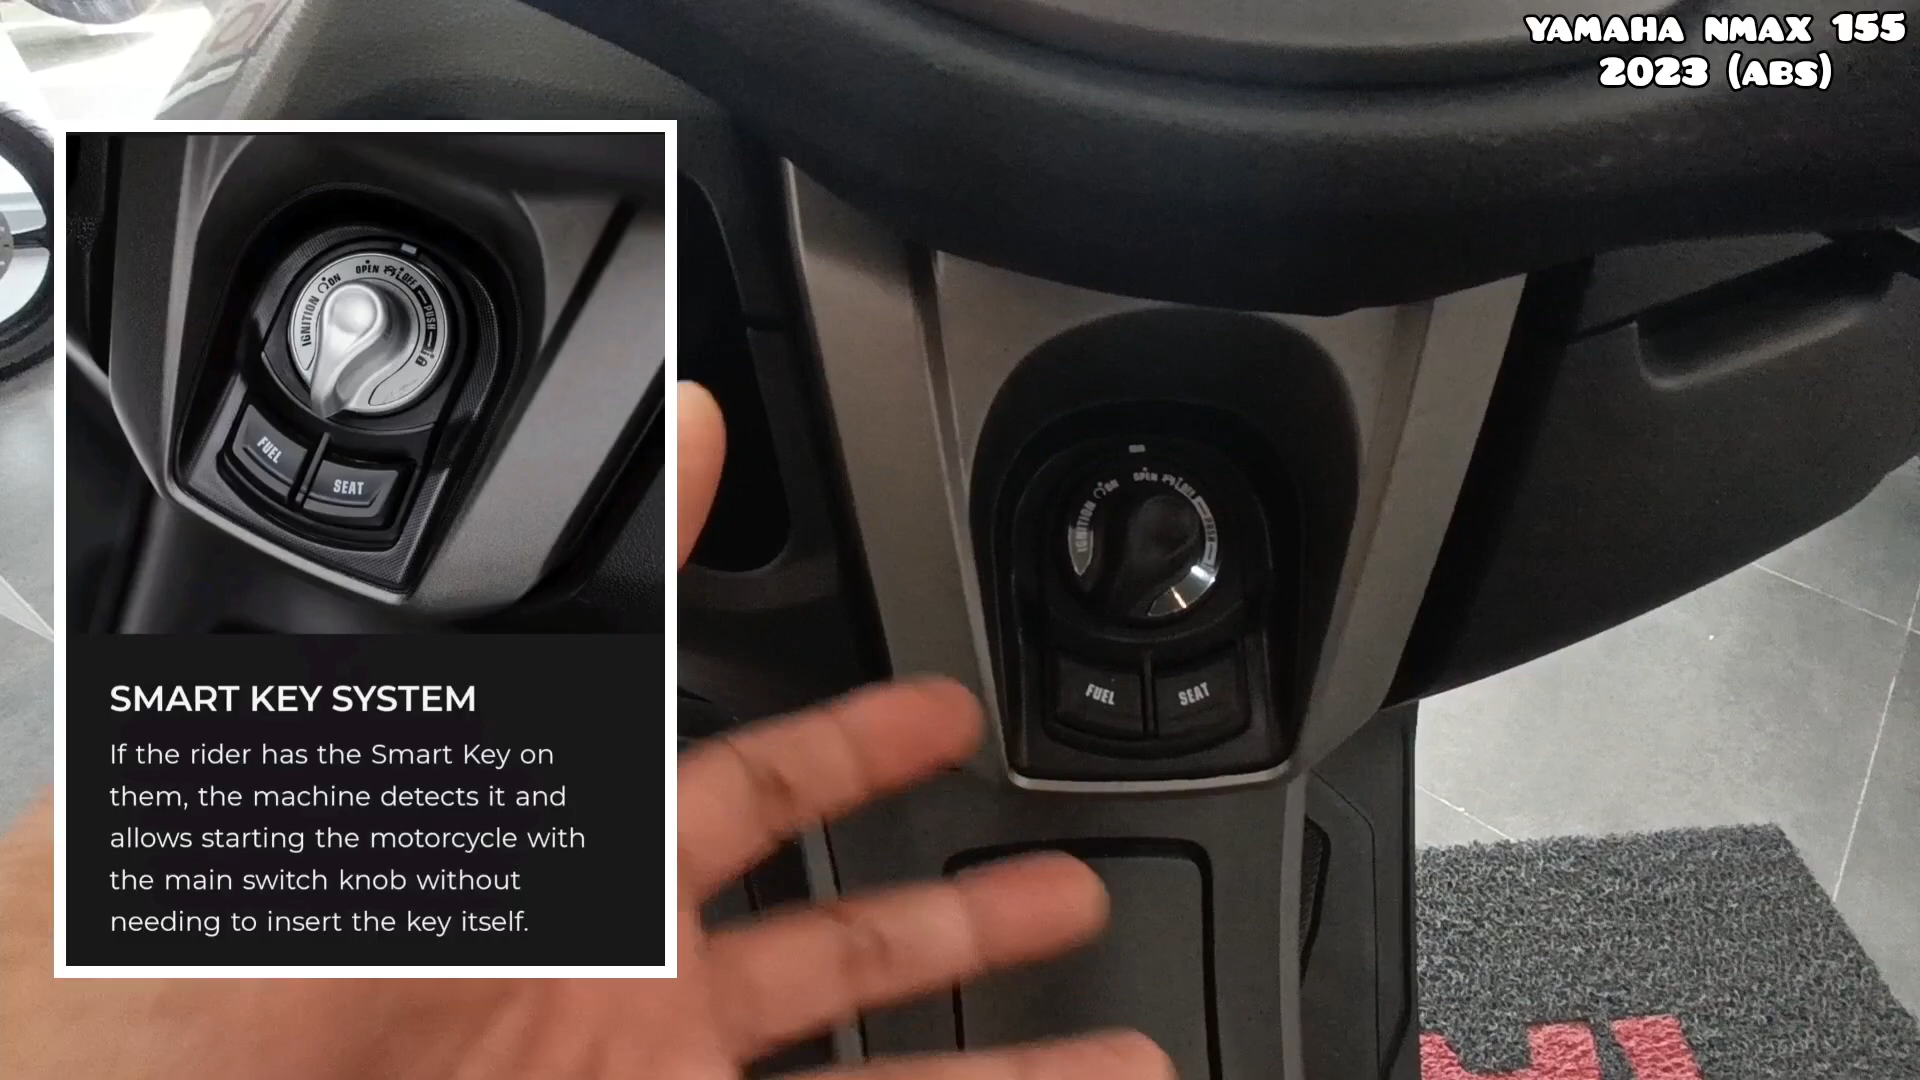 YAMAHA NMAX 155
2023 (ABS)
IGNITION ON OPEN OFF PUSH
FUEL
SEAT
SMART KEY SYSTEM
If the rider has the Smart Key on
them, the machine detects it and
allows starting the motorcycle with
the main switch knob without
needing to insert the key itself.
IGNITION ON OPEN OFF PUSH
FUEL SEAT